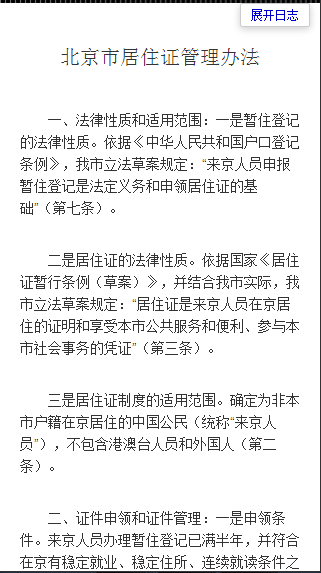 展开日志
北京市居住证管理办法
一、法律性质和适用范围：一是暂住登记
的法律性质。依据《中华人民共和国户口登记
条例》，我市立法草案规定：“来京人员申报
暂住登记是法定义务和申领居住证的基
础”（第七条）。
二是居住证的法律性质。依据国家《居住
证暂行条例（草案）》，并结合我市实际，我
市立法草案规定：“居住证是来京人员在京居
住的证明和享受本市公共服务和便利、参与本
市社会事务的凭证”（第三条）。
三是居住证制度的适用范围。确定为非本
市户籍在京居住的中国公民（统称“来京人
员”），不包含港澳台人员和外国人（第二
条）。
二、证件申领和证件管理：一是申领条
件。来京人员办理暂住登记已满半年，并符合
在京有稳定就业、稳定住所、连续就读条件之